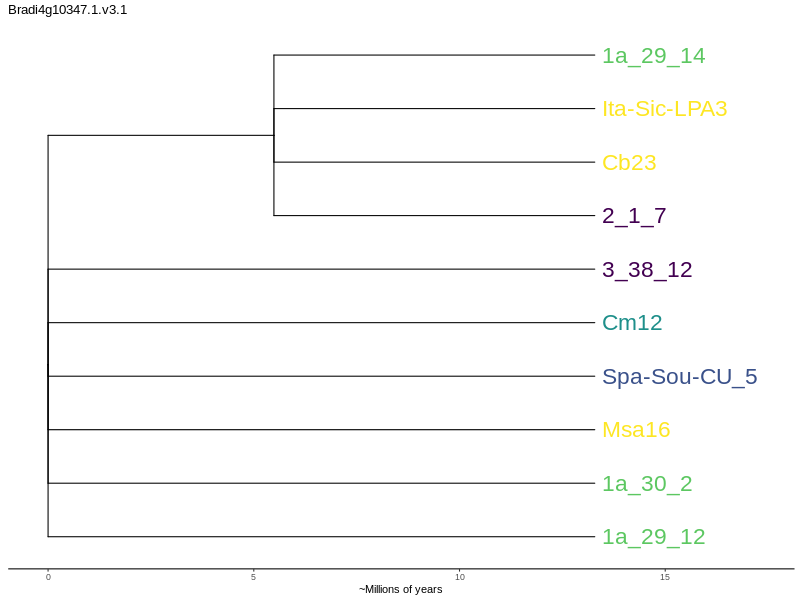 Bradi4g10347.1.v3.1
1a_29_14
Ita-Sic-LPA3
Cb23
2_1_7
3_38_12
Cm12
Spa-Sou-CU_5
Msa16
1a_30_2
1a_29_12
0 5 10 15
~Millions of years